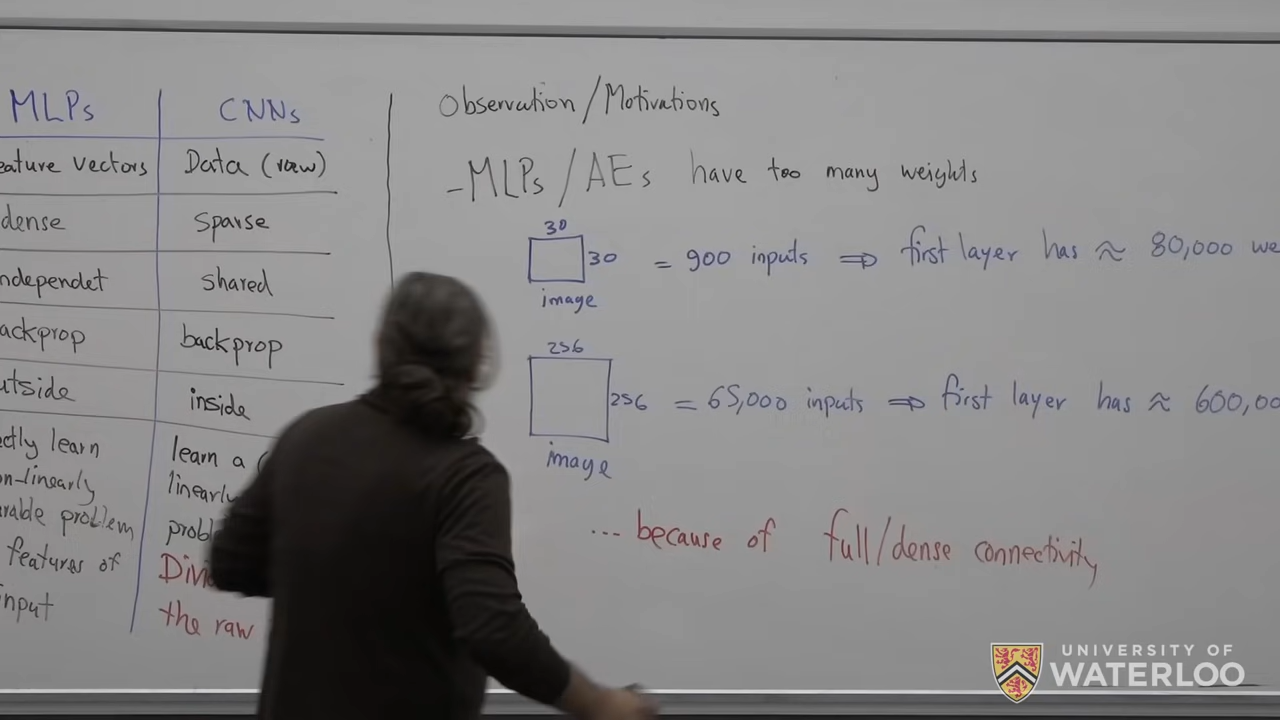 MLPs
CNNs
eature vectors
Data (raw)
dense
sparse
ndependet
shared
ackprop
backprop
utside
inside
ctly learn
n-linearly
rable problem
features of
input
learn a (
linearly
probl
Divi
the raw
Observation/Motivations
- MLPs/AEs have too many weights
30
30
= 900 inputs ⇒ first layer has ≈ 80,000 we
image
256
256
= 65,000 inputs ⇒ first layer has ≈ 600,00
image
... because of full/dense connectivity
UNIVERSITY OF
WATERLOO